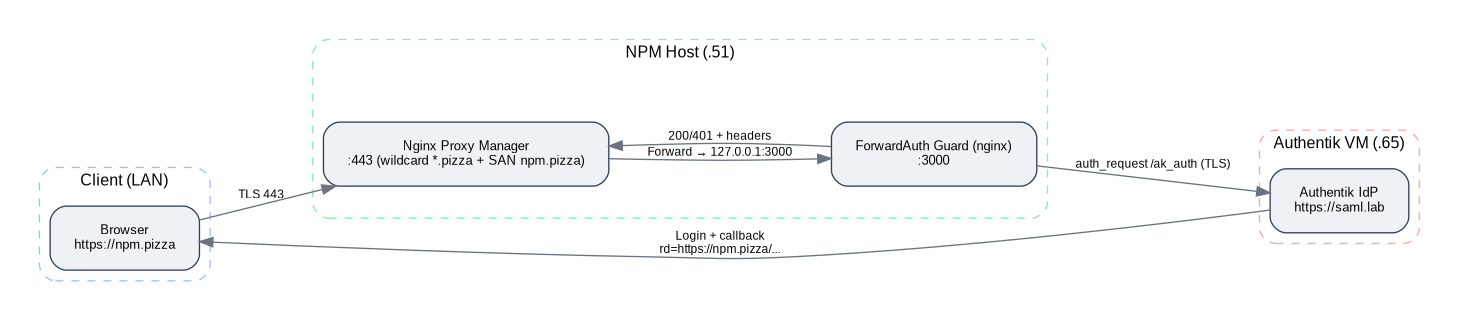 NPM Host (.51)
Nginx Proxy Manager
:443 (wildcard *.pizza + SAN npm.pizza)
200/401 + headers
Forward → 127.0.0.1:3000
ForwardAuth Guard (nginx)
:3000
auth_request /ak_auth (TLS)
Authentik VM (.65)
Authentik IdP
https://saml.lab
Client (LAN)
TLS 443
Browser
https://npm.pizza
Login + callback
rd=https://npm.pizza/...